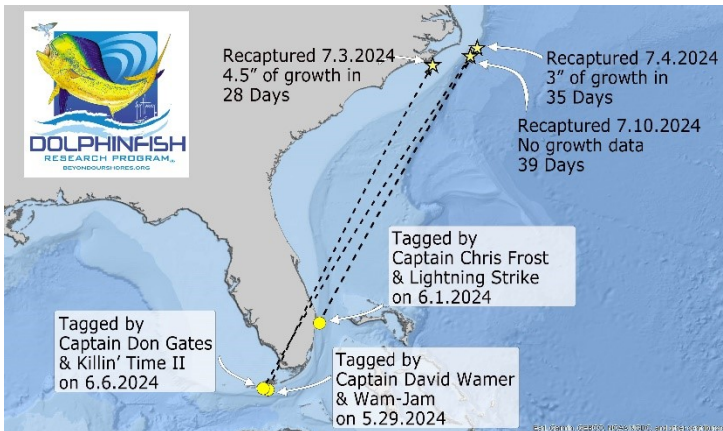 DOLPHINFISH
RESEARCH PROGRAM
BEYONDOURSHORES.ORG
Recaptured 7.3.2024
4.5" of growth in
28 Days
Recaptured 7.4.2024
3" of growth in
35 Days
Recaptured 7.10.2024
No growth data
39 Days
Tagged by
Captain Chris Frost
& Lightning Strike
on 6.1.2024
Tagged by
Captain Don Gates
& Killin' Time II
on 6.6.2024
Tagged by
Captain David Wamer
& Wam-Jam
on 5.29.2024